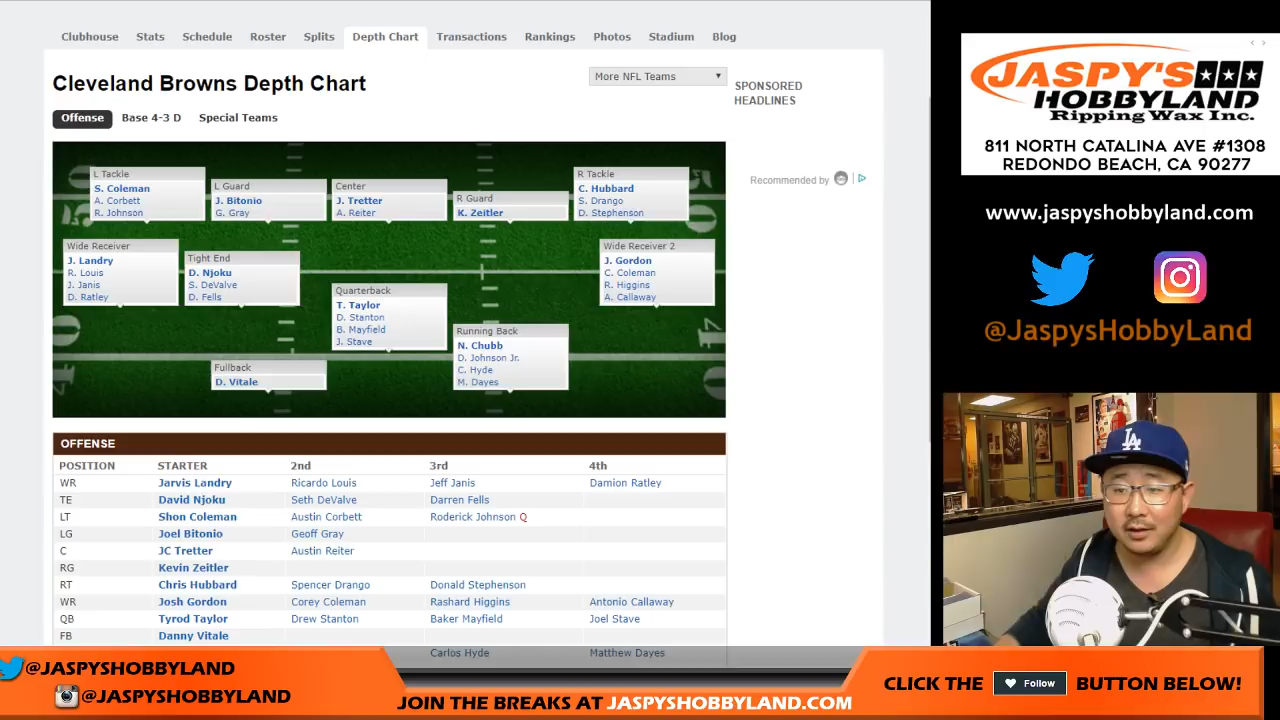 Clubhouse Stats Schedule Roster Splits Depth Chart Transactions Rankings Photos Stadium Blog
Cleveland Browns Depth Chart
More NFL Teams
SPONSORED
HEADLINES
Offense Base 4-3 D Special Teams
Recommended by
L Tackle
S. Coleman
A. Corbett
R. Johnson
L Guard
J. Bitonio
G. Gray
Center
J. Tretter
A. Reiter
R Guard
K. Zeitler
R Tackle
C. Hubbard
S. Drango
D. Stephenson
Wide Receiver
J. Landry
R. Louis
J. Janis
D. Ratley
Tight End
D. Njoku
S. DeValve
D. Fells
Quarterback
T. Taylor
D. Stanton
B. Mayfield
J. Stave
Running Back
N. Chubb
D. Johnson Jr.
C. Hyde
M. Dayes
Wide Receiver 2
J. Gordon
C. Coleman
R. Higgins
A. Callaway
Fullback
D. Vitale
OFFENSE
POSITION STARTER 2nd 3rd 4th
WR Jarvis Landry Ricardo Louis Jeff Janis Damion Ratley
TE David Njoku Seth DeValve Darren Fells
LT Shon Coleman Austin Corbett Roderick Johnson Q
LG Joel Bitonio Geoff Gray
C JC Tretter Austin Reiter
RG Kevin Zeitler
RT Chris Hubbard Spencer Drango Donald Stephenson
WR Josh Gordon Corey Coleman Rashard Higgins Antonio Callaway
QB Tyrod Taylor Drew Stanton Baker Mayfield Joel Stave
FB Danny Vitale
Carlos Hyde Matthew Dayes
JASPY'S
HOBBYLAND
Ripping Wax Inc.
811 NORTH CATALINA AVE #1308
REDONDO BEACH, CA 90277
www.jaspyshobbyland.com
@JaspysHobbyLand
LA
@JASPYSHOBBYLAND
@JASPYSHOBBYLAND
JOIN THE BREAKS AT JASPYSHOBBYLAND.COM
CLICK THE Follow BUTTON BELOW!